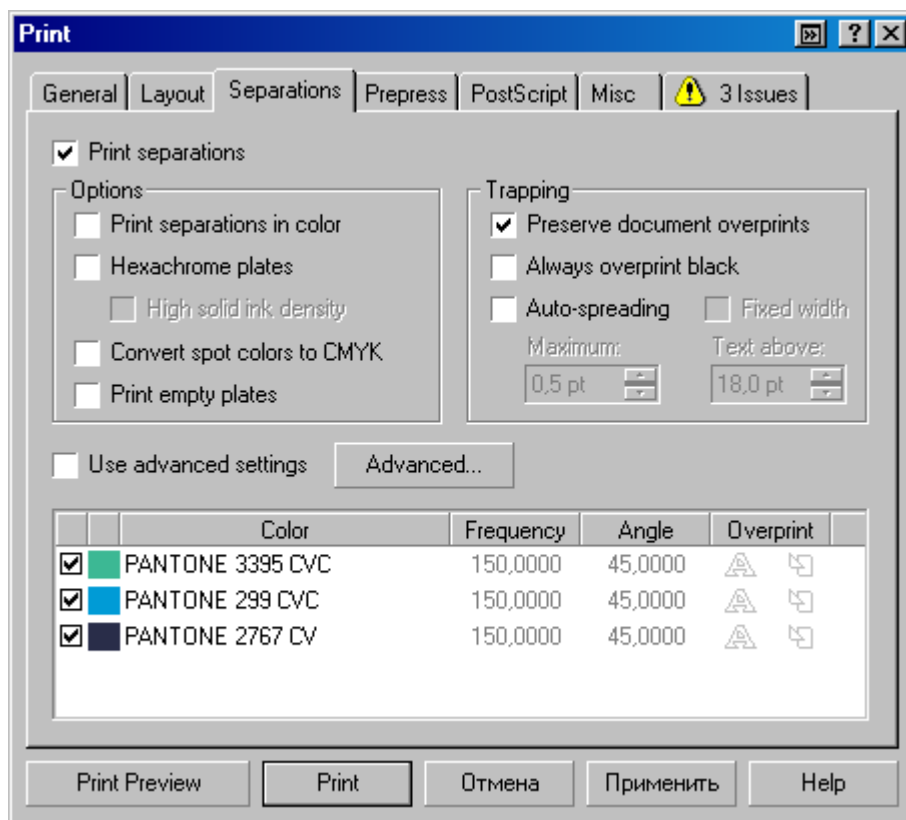 Print
General Layout Separations Prepress PostScript Misc 3 Issues
Print separations
Options
Print separations in color
Hexachrome plates
High solid ink density
Convert spot colors to CMYK
Print empty plates
Trapping
Preserve document overprints
Always overprint black
Auto-spreading Fixed width
Maximum: Text above:
0,5 pt 18,0 pt
Use advanced settings Advanced...
Color Frequency Angle Overprint
PANTONE 3395 CVC 150,0000 45,0000
PANTONE 299 CVC 150,0000 45,0000
PANTONE 2767 CV 150,0000 45,0000
Print Preview Print Отмена Применить Help